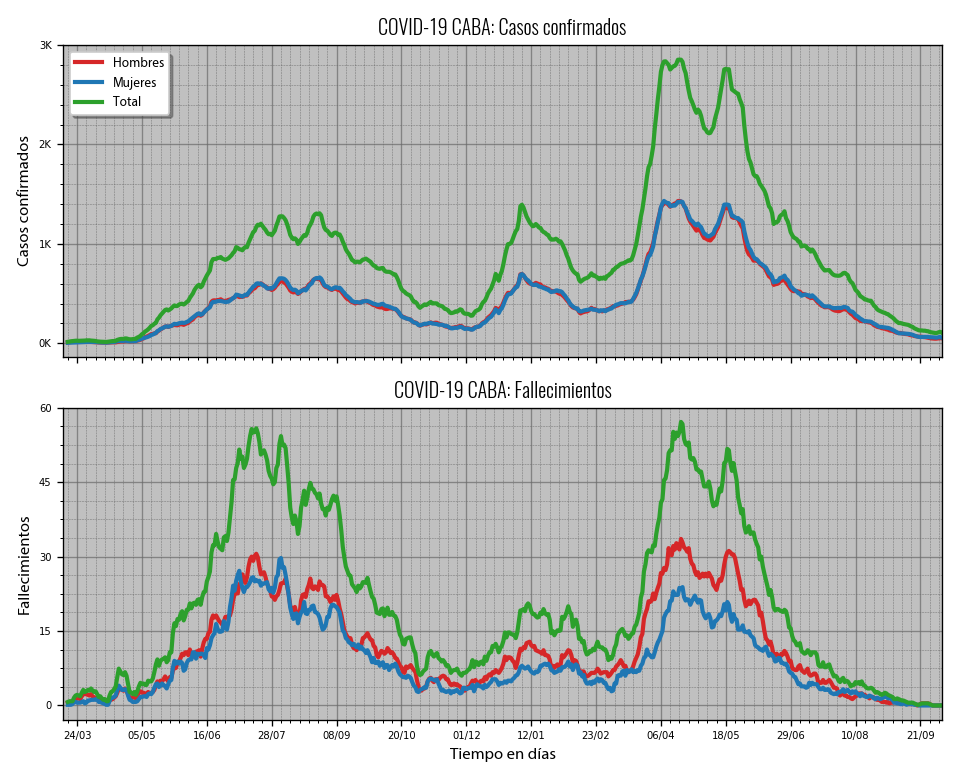 COVID-19 CABA: Casos confirmados
3K
2K
1K
0K
Casos confirmados
Hombres
Mujeres
Total
COVID-19 CABA: Fallecimientos
60
45
30
15
0
Fallecimientos
24/03 05/05 16/06 28/07 08/09 20/10 01/12 12/01 23/02 06/04 18/05 29/06 10/08 21/09
Tiempo en días